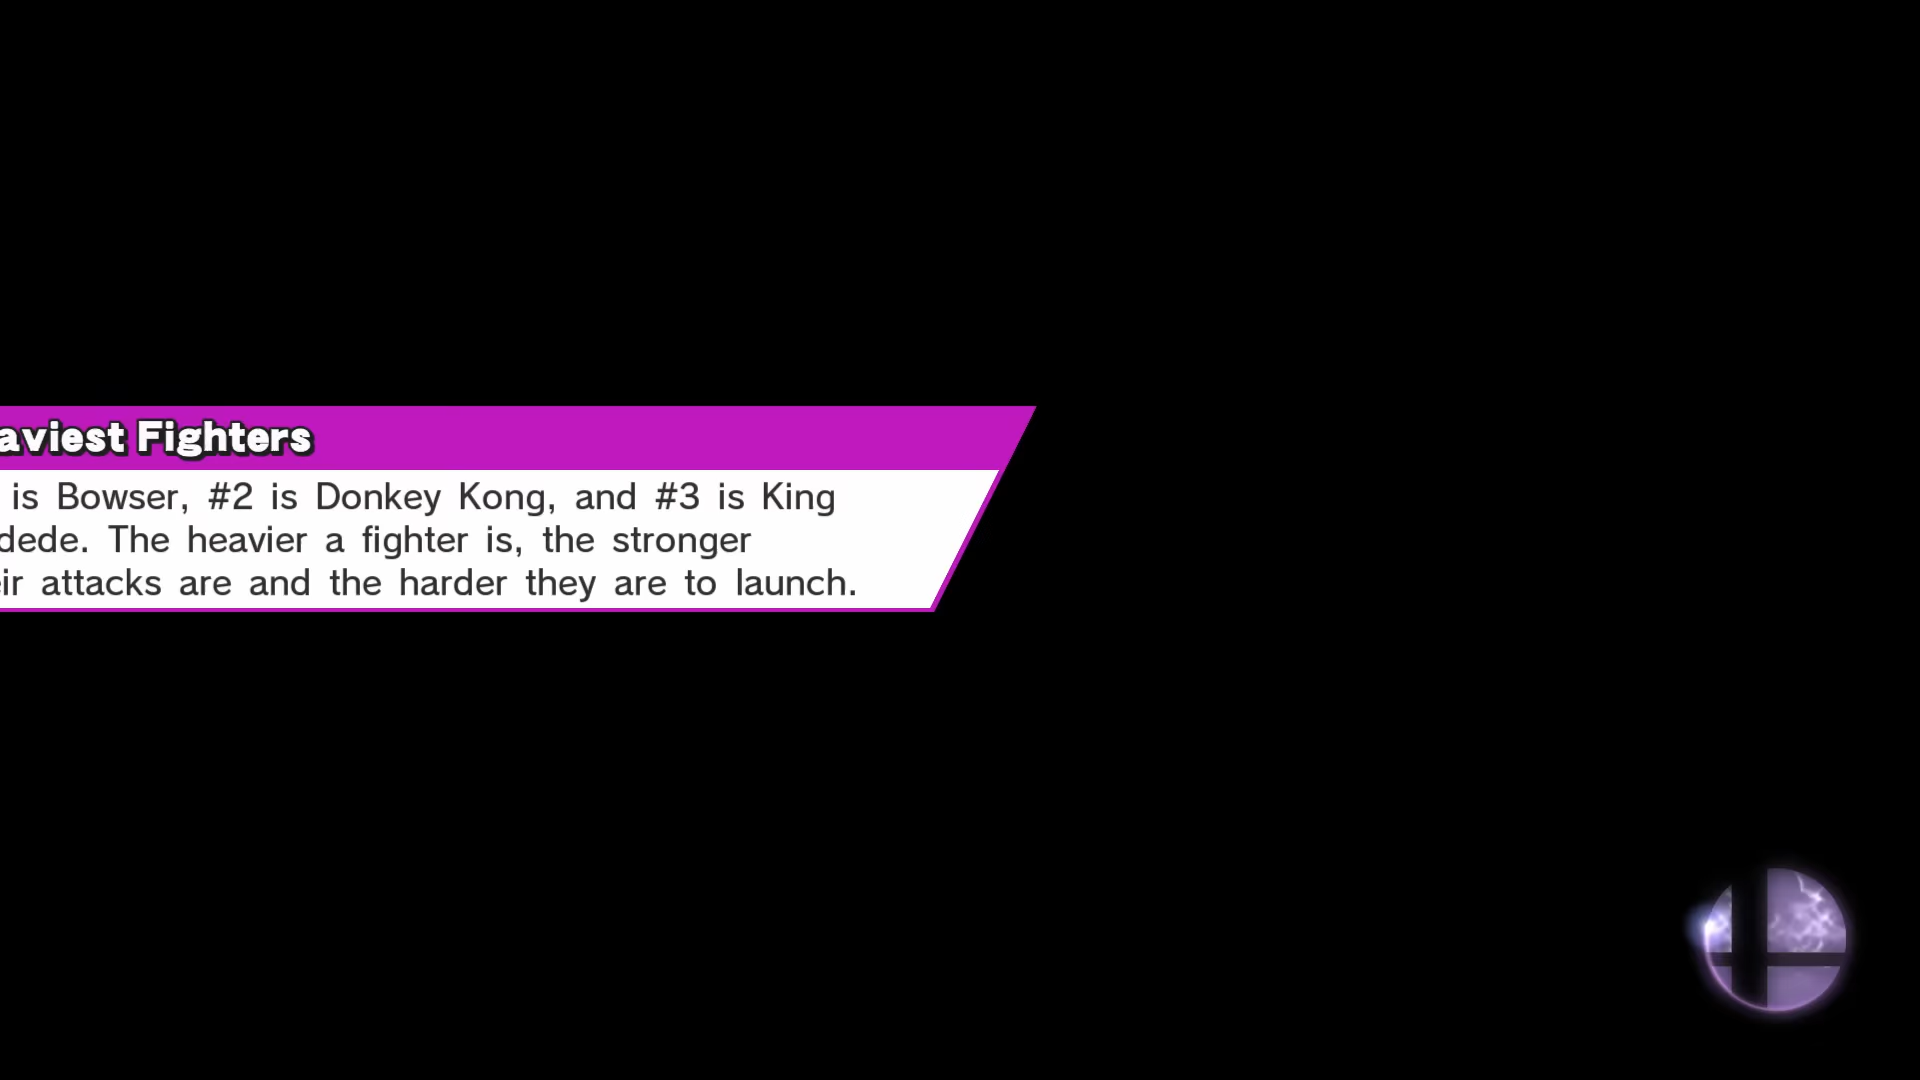 aviest Fighters
is Bowser, #2 is Donkey Kong, and #3 is King
dede. The heavier a fighter is, the stronger
eir attacks are and the harder they are to launch.